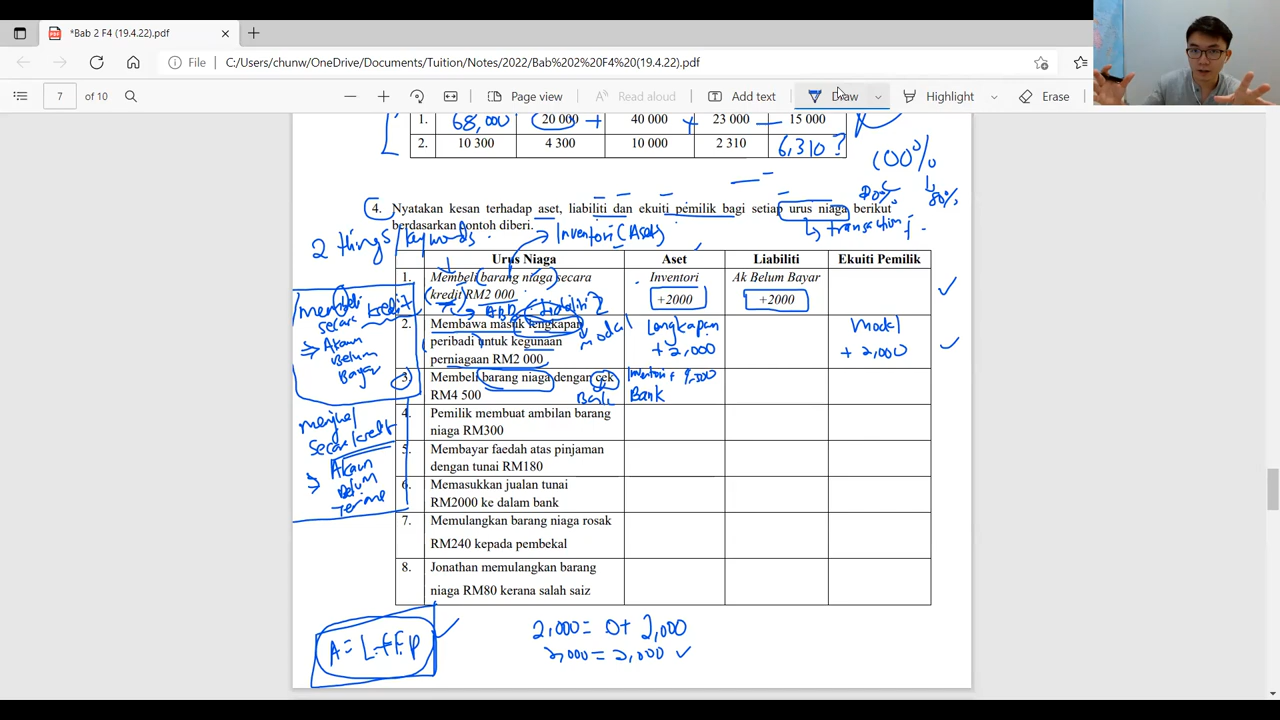 *Bab 2 F4 (19.4.22).pdf
File C:/Users/chunw/OneDrive/Documents/Tuition/Notes/2022/Bab%202%20F4%20(19.4.22).pdf
7 of 10 Page view Read aloud Add text Draw Highlight Erase
1. 68,000 20 000 + 40 000 + 23 000 15 000
2. 10 300 4 300 10 000 2 310 6,310 ?
100%
80%
4. Nyatakan kesan terhadap aset, liabiliti dan ekuiti pemilik bagi setiap urus niaga berikut
berdasarkan contoh diberi.
transaction
2 things/keywords
Inventori (Aset)
Urus Niaga Aset Liabiliti Ekuiti Pemilik
1. Membeli barang niaga secara Inventori Ak Belum Bayar
kredit RM2 000 +2000 +2000
ABB
membeli secara kredit
Akaun Belum Bayar
2. Membawa masuk lengkapan Lengkapan Modal
peribadi untuk kegunaan + 2,000 + 2,000
perniagaan RM2 000
modal
3. Membeli barang niaga dengan cek Inventori +
RM4 500 Bank Bank
menjual
secara kredit
Akaun
Belum
Terima
4. Pemilik membuat ambilan barang
niaga RM300
5. Membayar faedah atas pinjaman
dengan tunai RM180
6. Memasukkan jualan tunai
RM2000 ke dalam bank
7. Memulangkan barang niaga rosak
RM240 kepada pembekal
8. Jonathan memulangkan barang
niaga RM80 kerana salah saiz
A = L + E.P
2,000 = 0 + 2,000
2,000 = 2,000